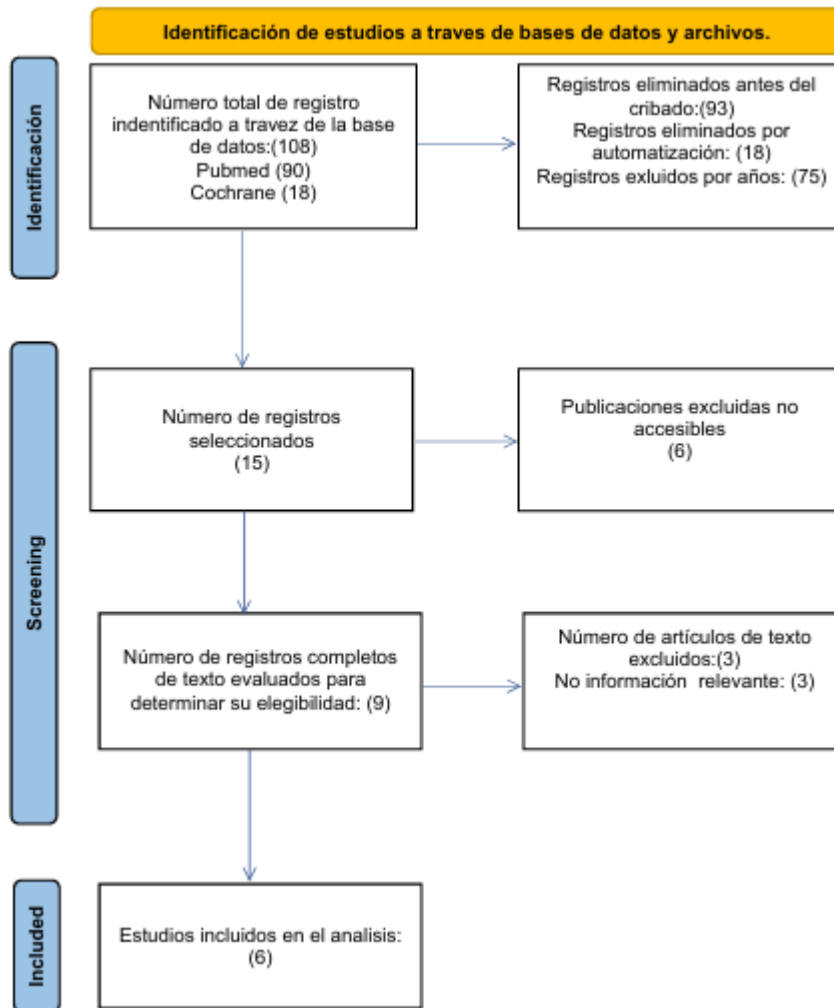 Identificación de estudios a traves de bases de datos y archivos.
Identificación
Número total de registro
indentificado a travez de la base
de datos:(108)
Pubmed (90)
Cochrane (18)
Registros eliminados antes del
cribado:(93)
Registros eliminados por
automatización: (18)
Registros exluidos por años: (75)
Screening
Número de registros
seleccionados
(15)
Publicaciones excluidas no
accesibles
(6)
Número de registros completos
de texto evaluados para
determinar su elegibilidad: (9)
Número de artículos de texto
excluidos:(3)
No información relevante: (3)
Included
Estudios incluidos en el analisis:
(6)